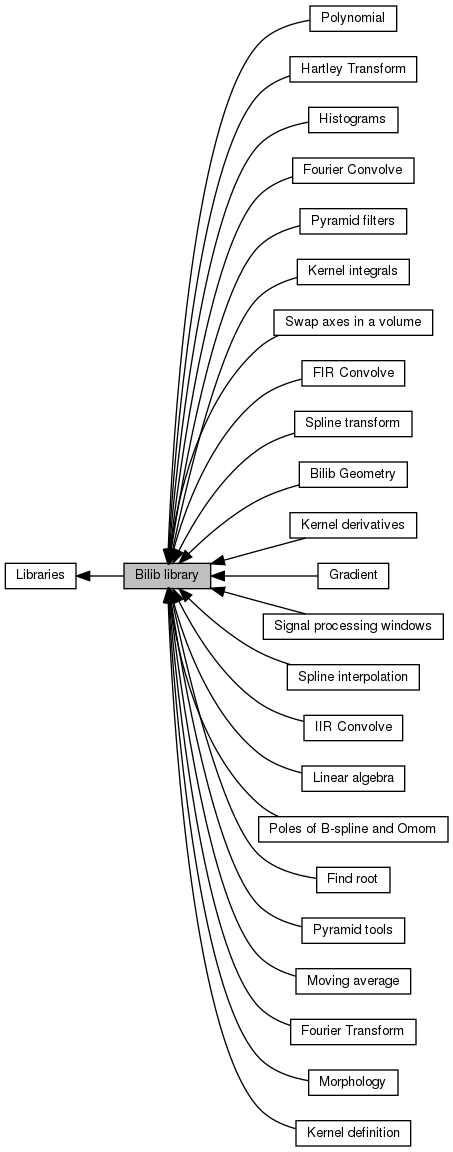 Polynomial
Hartley Transform
Histograms
Fourier Convolve
Pyramid filters
Kernel integrals
Swap axes in a volume
FIR Convolve
Spline transform
Bilib Geometry
Kernel derivatives
Libraries
Bilib library
Gradient
Signal processing windows
Spline interpolation
IIR Convolve
Linear algebra
Poles of B-spline and Omom
Find root
Pyramid tools
Moving average
Fourier Transform
Morphology
Kernel definition